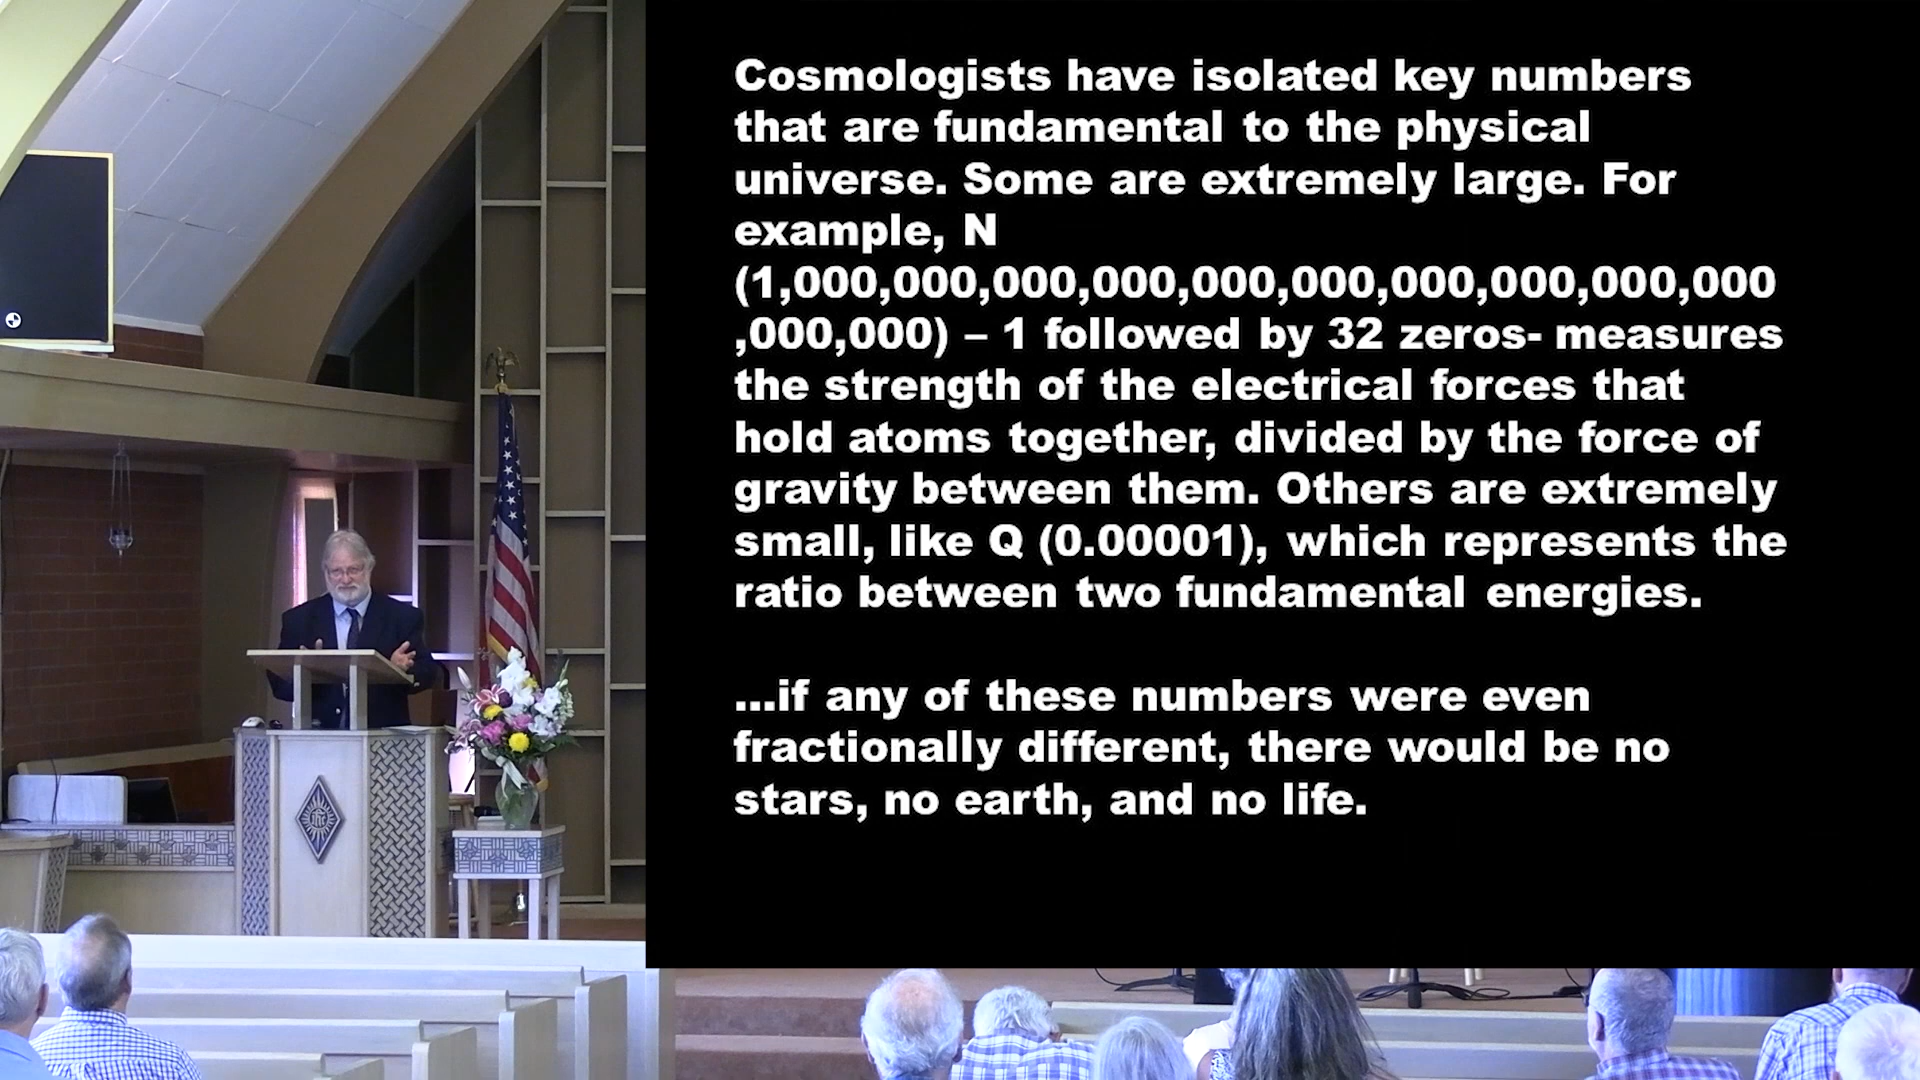 Cosmologists have isolated key numbers
that are fundamental to the physical
universe. Some are extremely large. For
example, N
(1,000,000,000,000,000,000,000,000,000,000
,000,000) – 1 followed by 32 zeros- measures
the strength of the electrical forces that
hold atoms together, divided by the force of
gravity between them. Others are extremely
small, like Q (0.00001), which represents the
ratio between two fundamental energies.
...if any of these numbers were even
fractionally different, there would be no
stars, no earth, and no life.